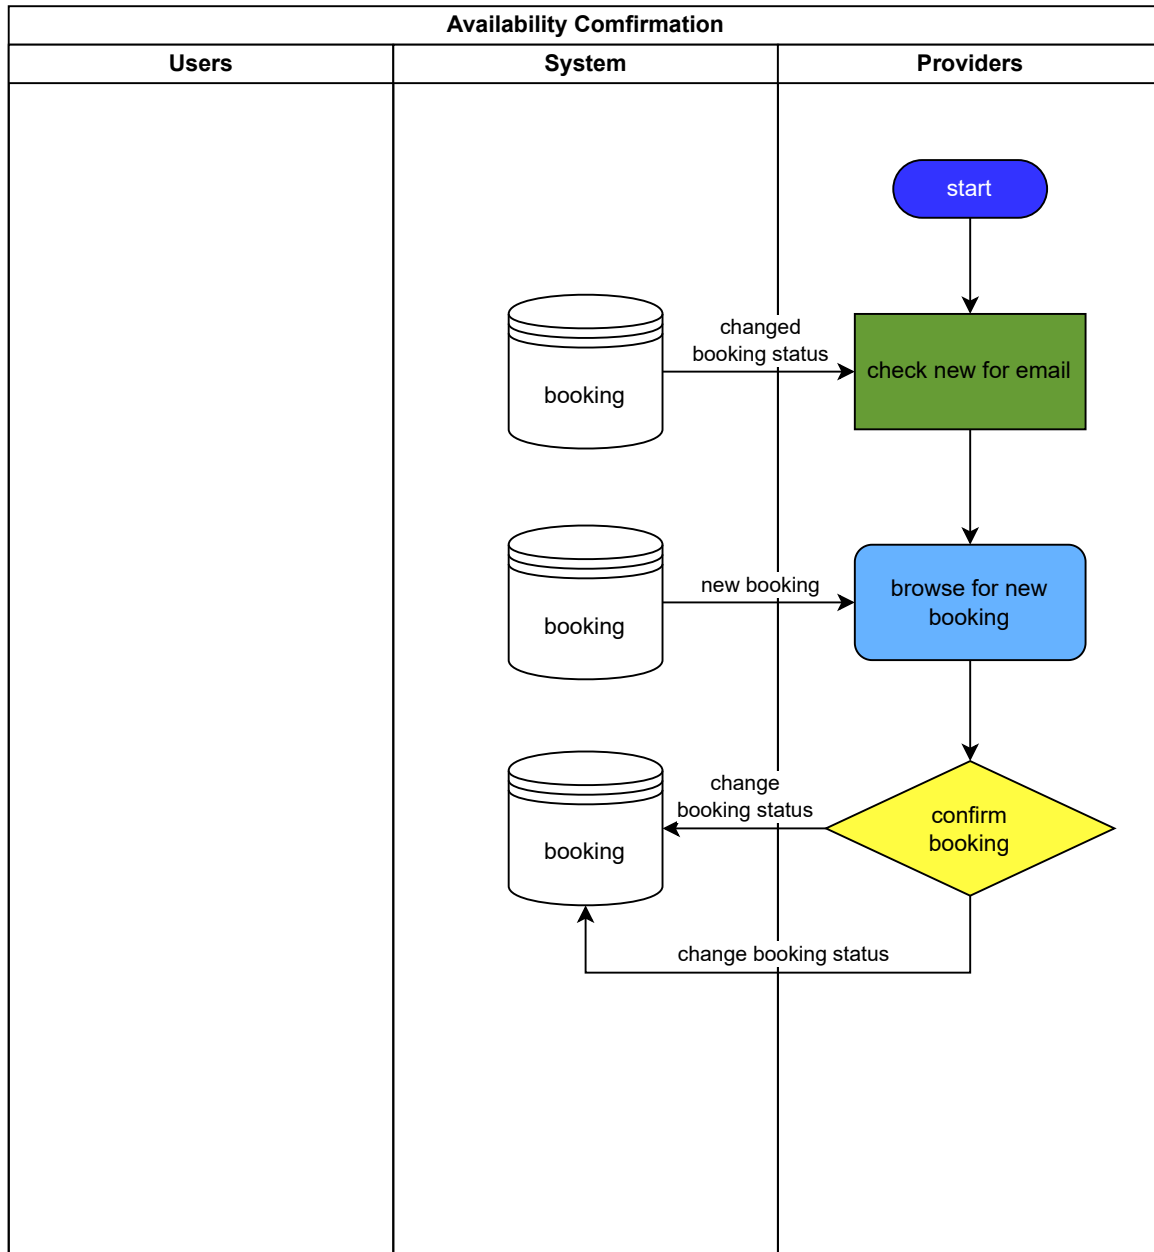 Availability Comfirmation
Users
System
Providers
start
changed
booking status
check new for email
booking
new booking
browse for new
booking
booking
change
booking status
confirm
booking
booking
change booking status